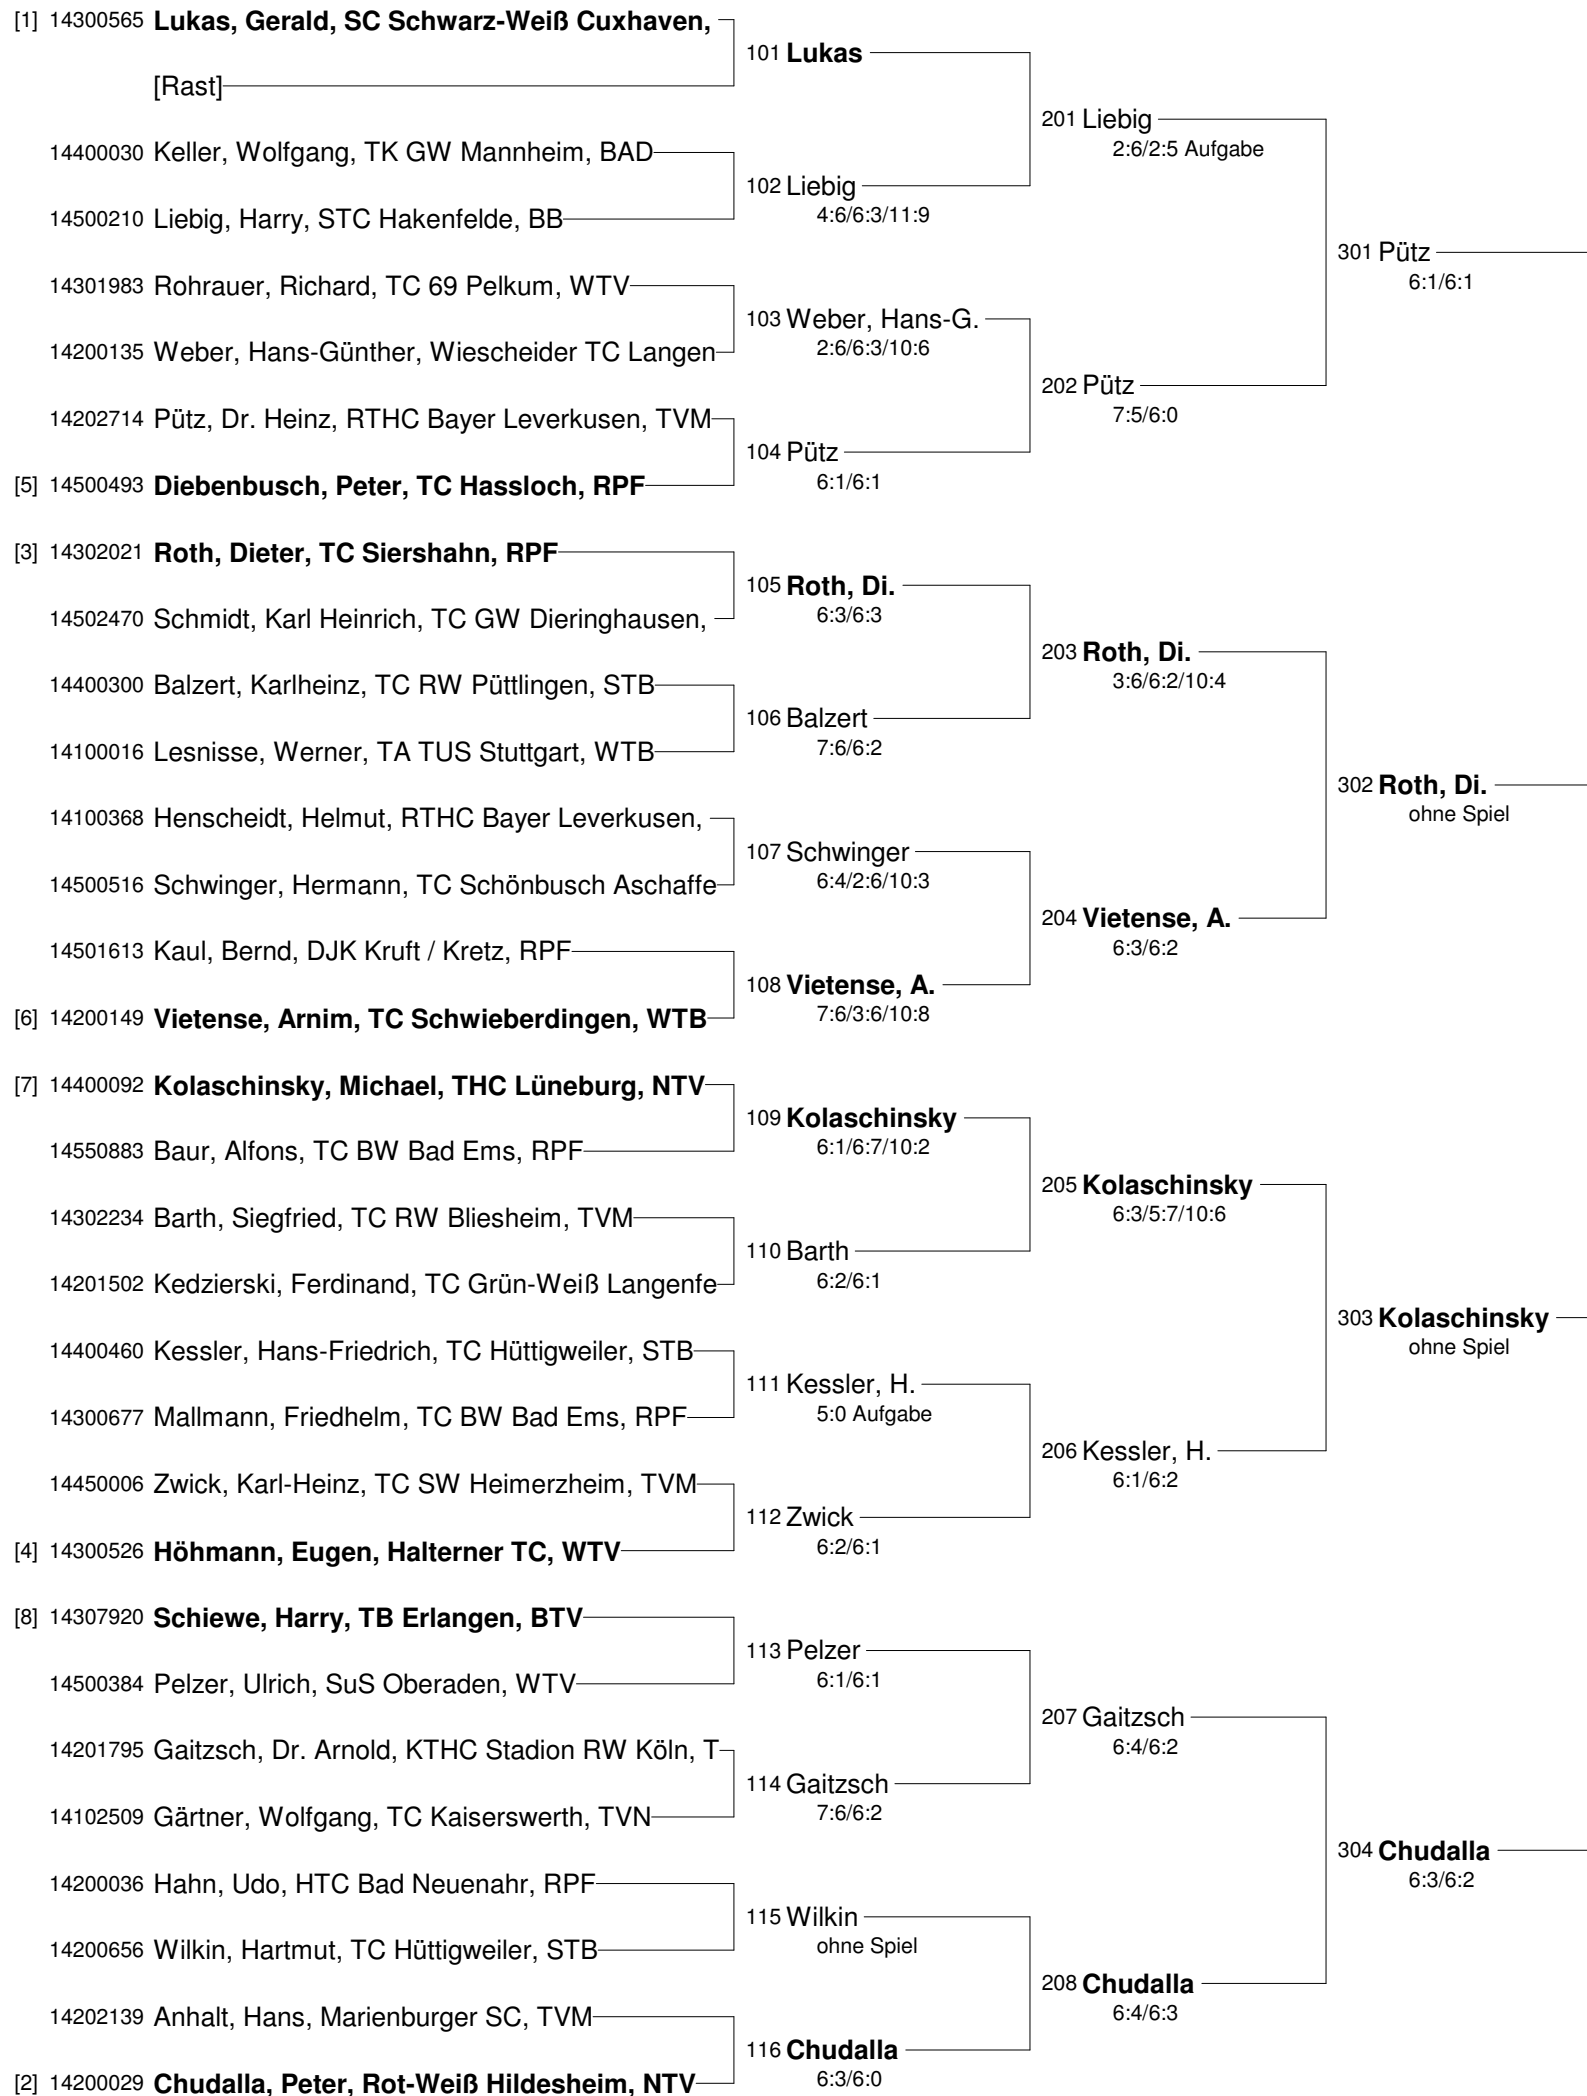 [1] 14300565 Lukas, Gerald, SC Schwarz-Weiß Cuxhaven,
101 Lukas
[Rast]
201 Liebig
2:6/2:5 Aufgabe
14400030 Keller, Wolfgang, TK GW Mannheim, BAD
102 Liebig
4:6/6:3/11:9
14500210 Liebig, Harry, STC Hakenfelde, BB
301 Pütz
6:1/6:1
14301983 Rohrauer, Richard, TC 69 Pelkum, WTV
103 Weber, Hans-G.
2:6/6:3/10:6
14200135 Weber, Hans-Günther, Wiescheider TC Langen
202 Pütz
7:5/6:0
14202714 Pütz, Dr. Heinz, RTHC Bayer Leverkusen, TVM
104 Pütz
6:1/6:1
[5] 14500493 Diebenbusch, Peter, TC Hassloch, RPF
[3] 14302021 Roth, Dieter, TC Siershahn, RPF
105 Roth, Di.
6:3/6:3
14502470 Schmidt, Karl Heinrich, TC GW Dieringhausen,
203 Roth, Di.
3:6/6:2/10:4
14400300 Balzert, Karlheinz, TC RW Püttlingen, STB
106 Balzert
7:6/6:2
14100016 Lesnisse, Werner, TA TUS Stuttgart, WTB
302 Roth, Di.
ohne Spiel
14100368 Henscheidt, Helmut, RTHC Bayer Leverkusen,
107 Schwinger
6:4/2:6/10:3
14500516 Schwinger, Hermann, TC Schönbusch Aschaffe
204 Vietense, A.
6:3/6:2
14501613 Kaul, Bernd, DJK Kruft / Kretz, RPF
108 Vietense, A.
7:6/3:6/10:8
[6] 14200149 Vietense, Arnim, TC Schwieberdingen, WTB
[7] 14400092 Kolaschinsky, Michael, THC Lüneburg, NTV
109 Kolaschinsky
6:1/6:7/10:2
14550883 Baur, Alfons, TC BW Bad Ems, RPF
205 Kolaschinsky
6:3/5:7/10:6
14302234 Barth, Siegfried, TC RW Bliesheim, TVM
110 Barth
6:2/6:1
14201502 Kedzierski, Ferdinand, TC Grün-Weiß Langenfe
303 Kolaschinsky
ohne Spiel
14400460 Kessler, Hans-Friedrich, TC Hüttigweiler, STB
111 Kessler, H.
5:0 Aufgabe
14300677 Mallmann, Friedhelm, TC BW Bad Ems, RPF
206 Kessler, H.
6:1/6:2
14450006 Zwick, Karl-Heinz, TC SW Heimerzheim, TVM
112 Zwick
6:2/6:1
[4] 14300526 Höhmann, Eugen, Halterner TC, WTV
[8] 14307920 Schiewe, Harry, TB Erlangen, BTV
113 Pelzer
6:1/6:1
14500384 Pelzer, Ulrich, SuS Oberaden, WTV
207 Gaitzsch
6:4/6:2
14201795 Gaitzsch, Dr. Arnold, KTHC Stadion RW Köln, T
114 Gaitzsch
7:6/6:2
14102509 Gärtner, Wolfgang, TC Kaiserswerth, TVN
304 Chudalla
6:3/6:2
14200036 Hahn, Udo, HTC Bad Neuenahr, RPF
115 Wilkin
ohne Spiel
14200656 Wilkin, Hartmut, TC Hüttigweiler, STB
208 Chudalla
6:4/6:3
14202139 Anhalt, Hans, Marienburger SC, TVM
116 Chudalla
6:3/6:0
[2] 14200029 Chudalla, Peter, Rot-Weiß Hildesheim, NTV